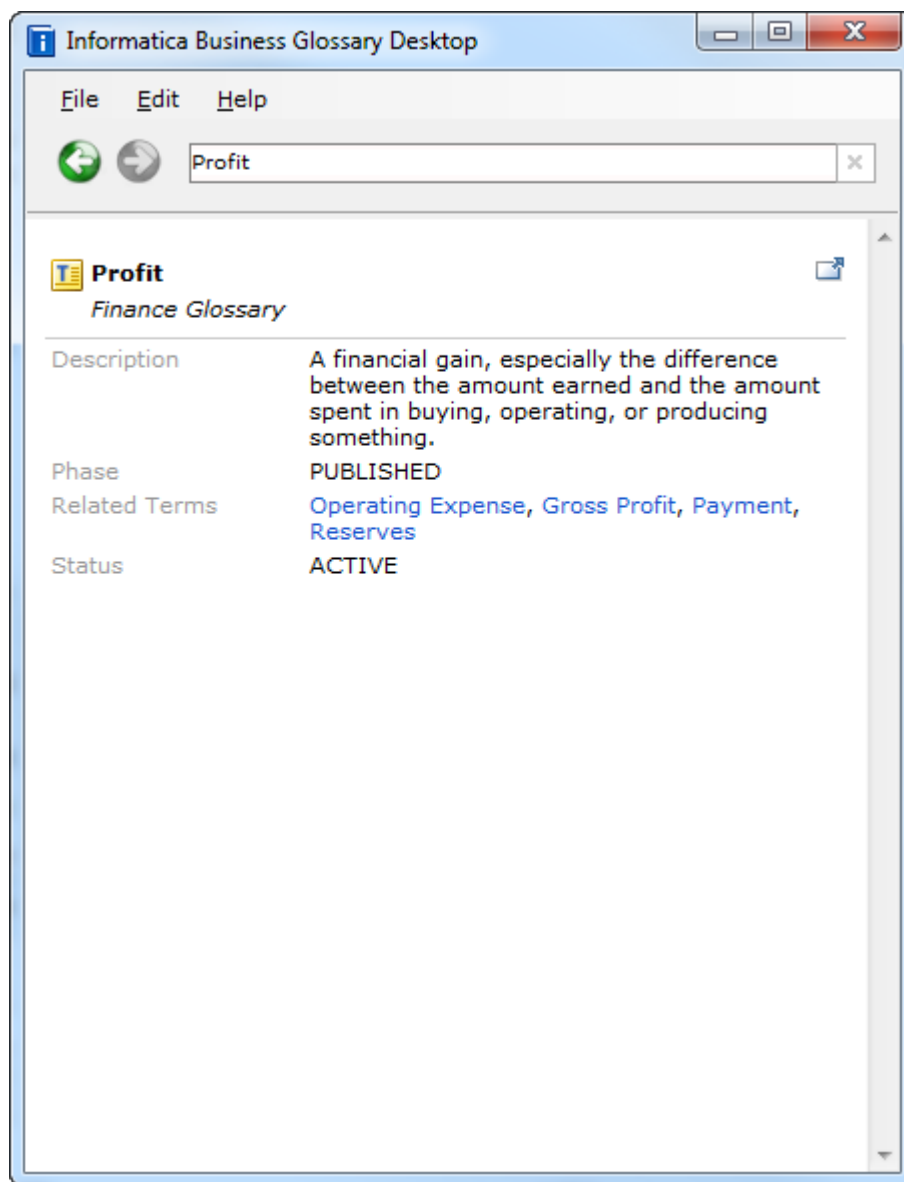 Informatica Business Glossary Desktop
File Edit Help
Profit
Profit
Finance Glossary
Description A financial gain, especially the difference
between the amount earned and the amount
spent in buying, operating, or producing
something.
Phase PUBLISHED
Related Terms Operating Expense, Gross Profit, Payment,
Reserves
Status ACTIVE